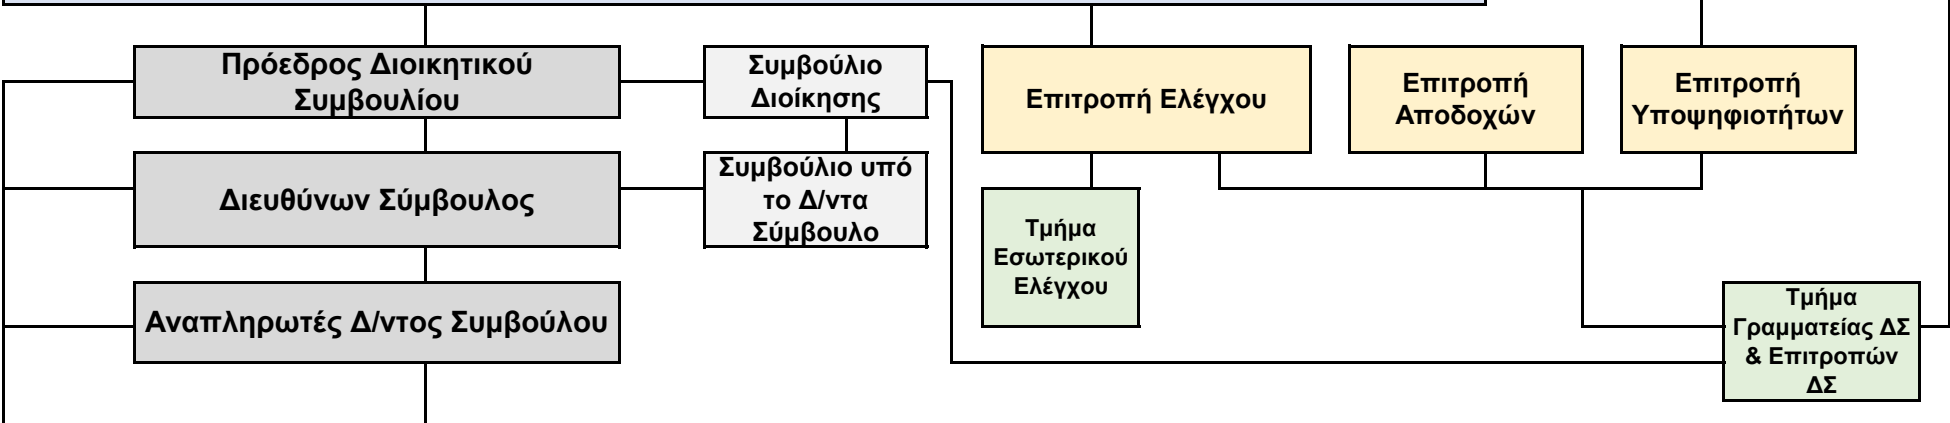 Πρόεδρος Διοικητικού
Συμβουλίου
Συμβούλιο
Διοίκησης
Επιτροπή Ελέγχου
Επιτροπή
Αποδοχών
Επιτροπή
Υποψηφιοτήτων
Διευθύνων Σύμβουλος
Συμβούλιο υπό
το Δ/ντα
Σύμβουλο
Τμήμα
Εσωτερικού
Ελέγχου
Αναπληρωτές Δ/ντος Συμβούλου
Τμήμα
Γραμματείας ΔΣ
& Επιτροπών
ΔΣ